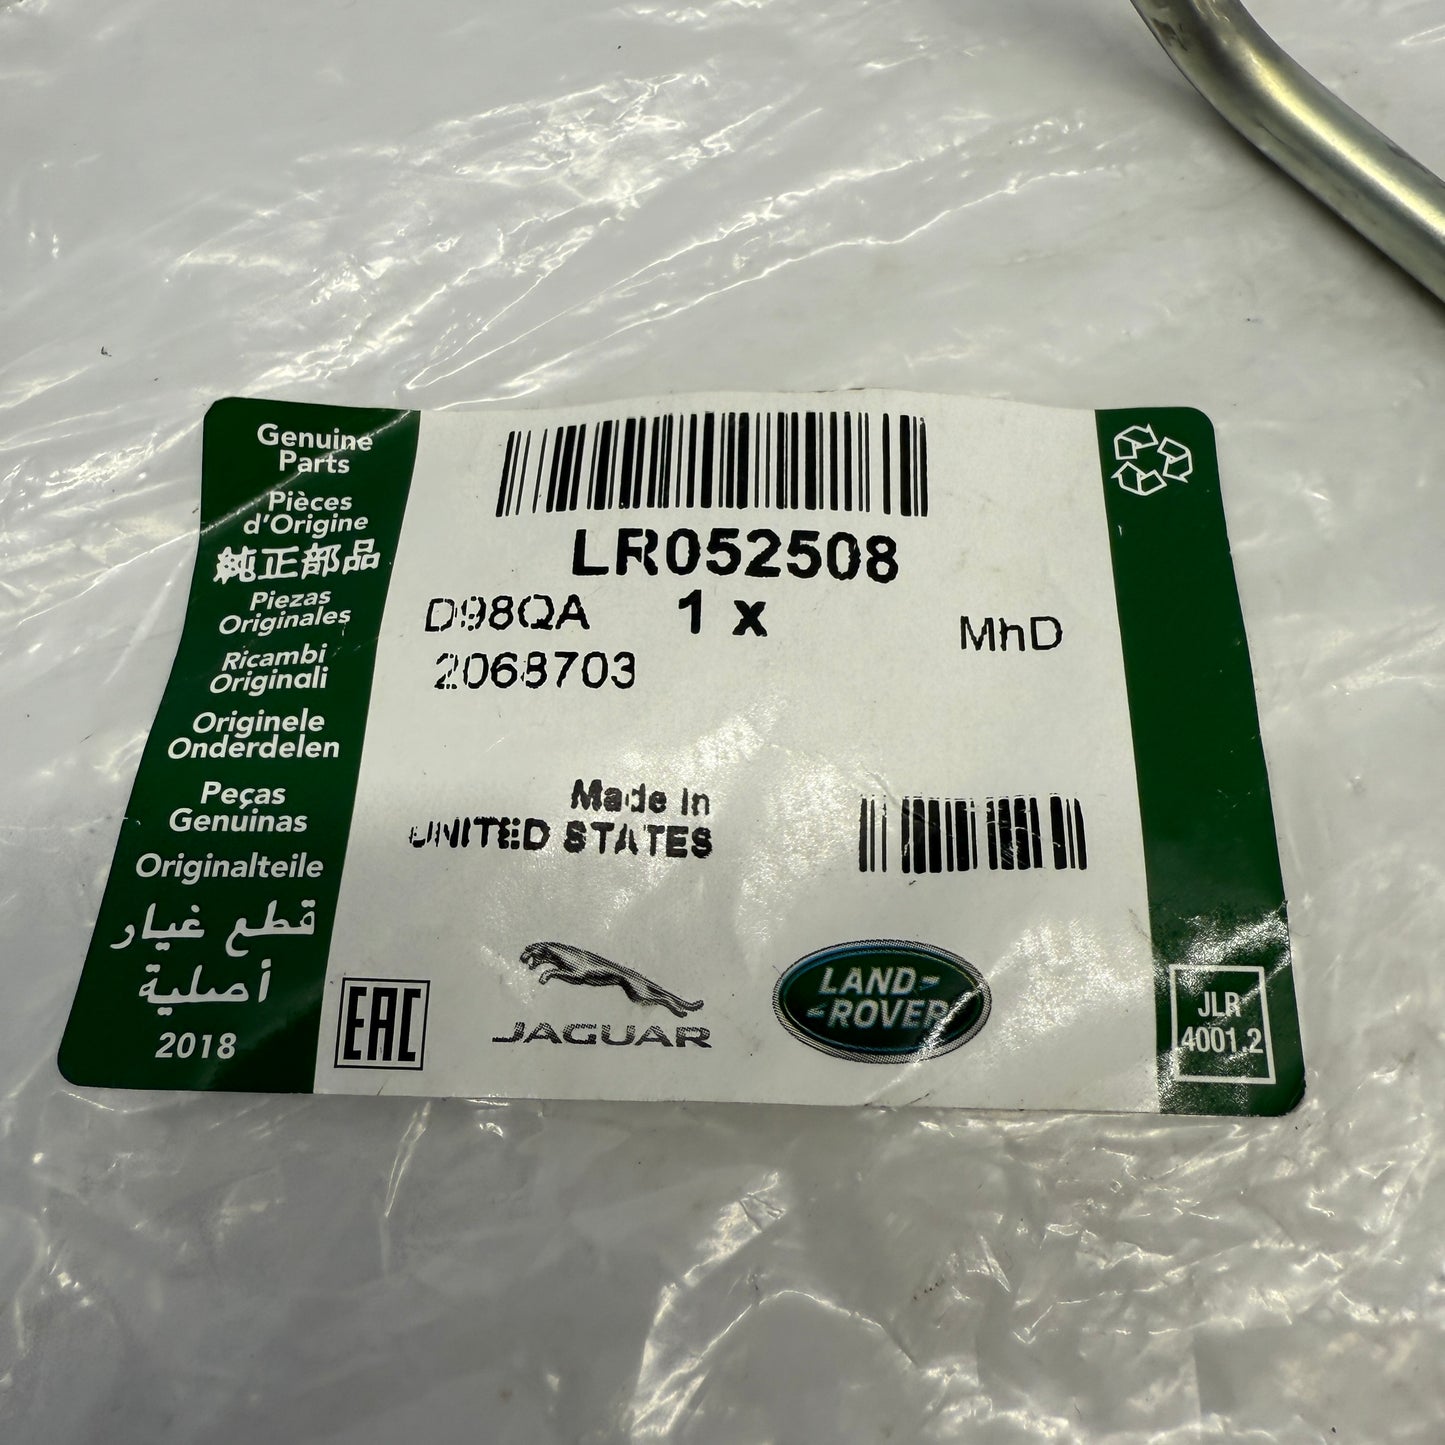 Genuine
Parts
Pièces
d'Origine
純正部品
Piezas
Originales
Ricambi
Originali
Originele
Onderdelen
Peças
Genuinas
Originalteile
قطع غيار
أصلية
2018
LR052508
D98QA 1 x MhD
2068703
Made in
UNITED STATES
EAC
JAGUAR
LAND-
-ROVER
JLR
4001.2